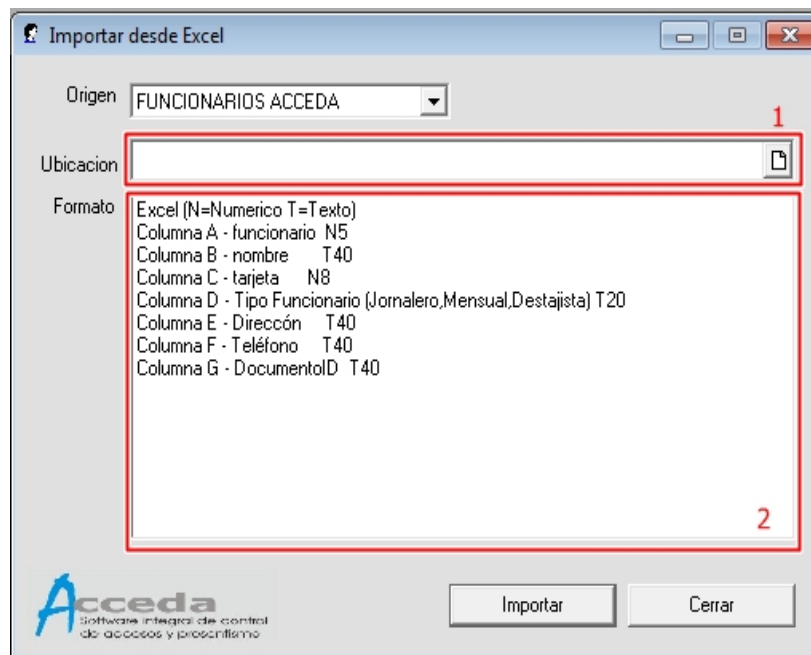 Importar desde Excel
Origen FUNCIONARIOS ACCEDA
1
Ubicacion
Formato
Excel (N=Numerico T=Texto)
Columna A - funcionario N5
Columna B - nombre T40
Columna C - tarjeta N8
Columna D - Tipo Funcionario (Jornalero,Mensual,Destajista) T20
Columna E - Direccón T40
Columna F - Teléfono T40
Columna G - DocumentoID T40
2
Acceda
Software integral de control
de accesos y presentismo
Importar
Cerrar